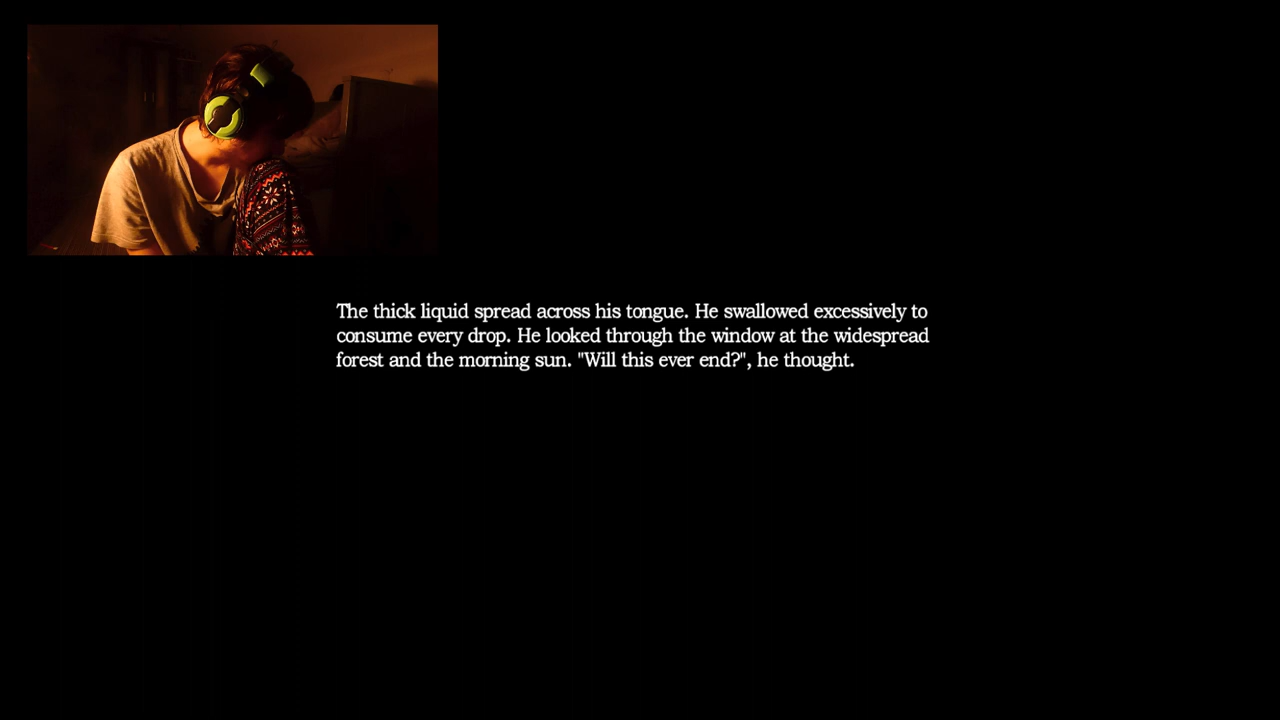 The thick liquid spread across his tongue. He swallowed excessively to
consume every drop. He looked through the window at the widespread
forest and the morning sun. "Will this ever end?", he thought.